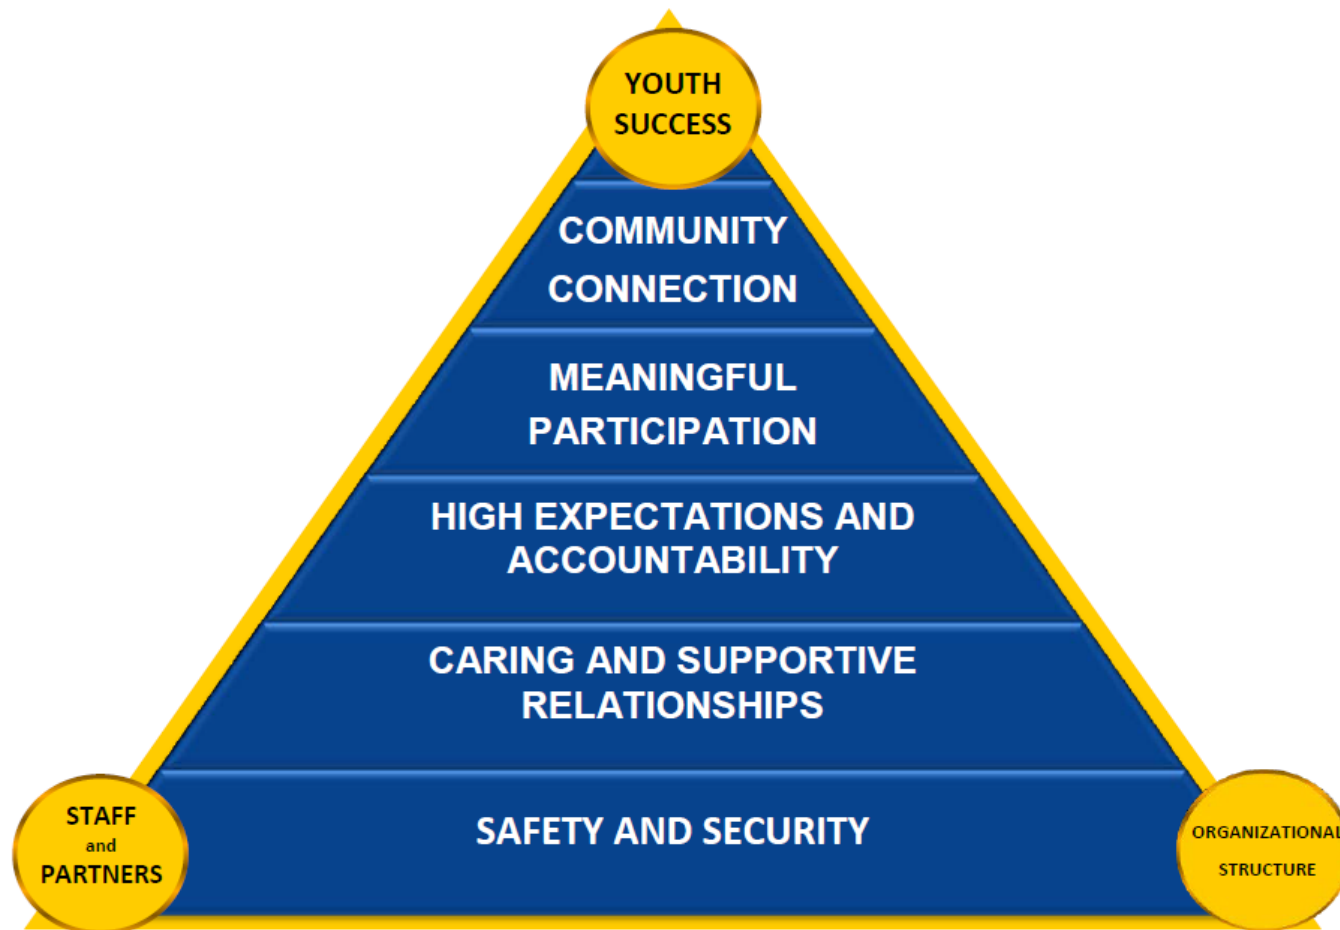 YOUTH
SUCCESS
COMMUNITY
CONNECTION
MEANINGFUL
PARTICIPATION
HIGH EXPECTATIONS AND
ACCOUNTABILITY
CARING AND SUPPORTIVE
RELATIONSHIPS
SAFETY AND SECURITY
STAFF
and
PARTNERS
ORGANIZATIONAL
STRUCTURE